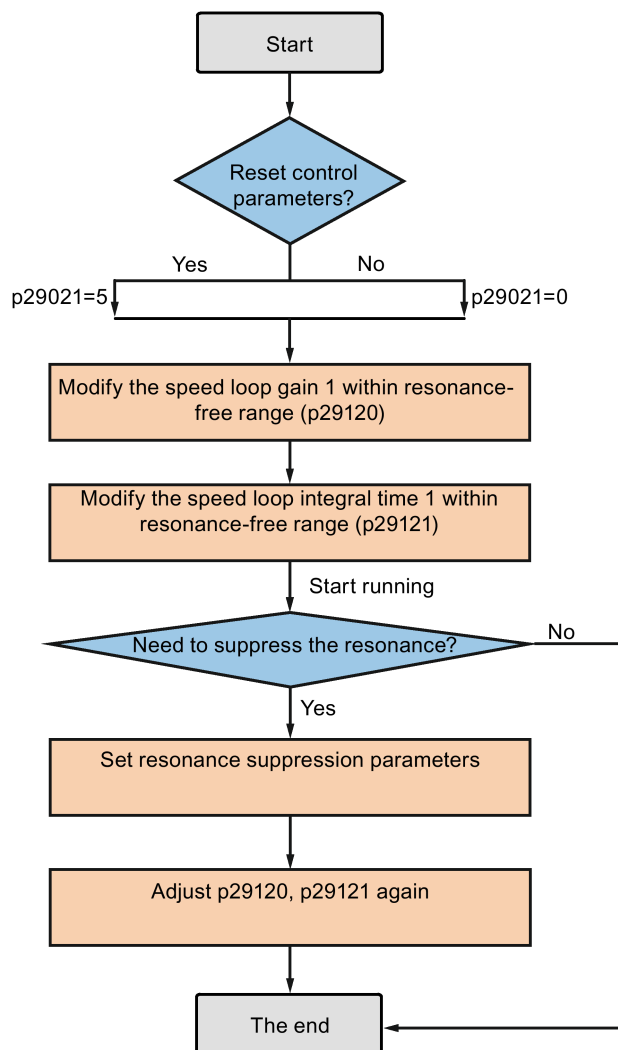 Start
Reset control
parameters?
Yes
No
p29021=5
p29021=0
Modify the speed loop gain 1 within resonance-
free range (p29120)
Modify the speed loop integral time 1 within
resonance-free range (p29121)
Start running
Need to suppress the resonance?
No
Yes
Set resonance suppression parameters
Adjust p29120, p29121 again
The end